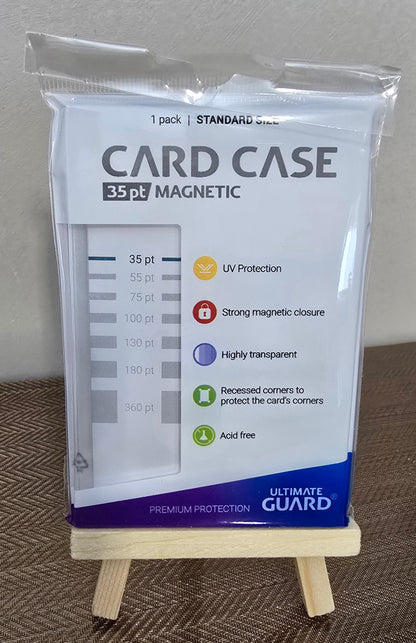 1 pack | STANDARD SIZE
CARD CASE
35pt MAGNETIC
35 pt
55 pt
75 pt
100 pt
130 pt
180 pt
360 pt
UV Protection
Strong magnetic closure
Highly transparent
Recessed corners to
protect the card's corners
Acid free
PREMIUM PROTECTION
ULTIMATE
GUARD®